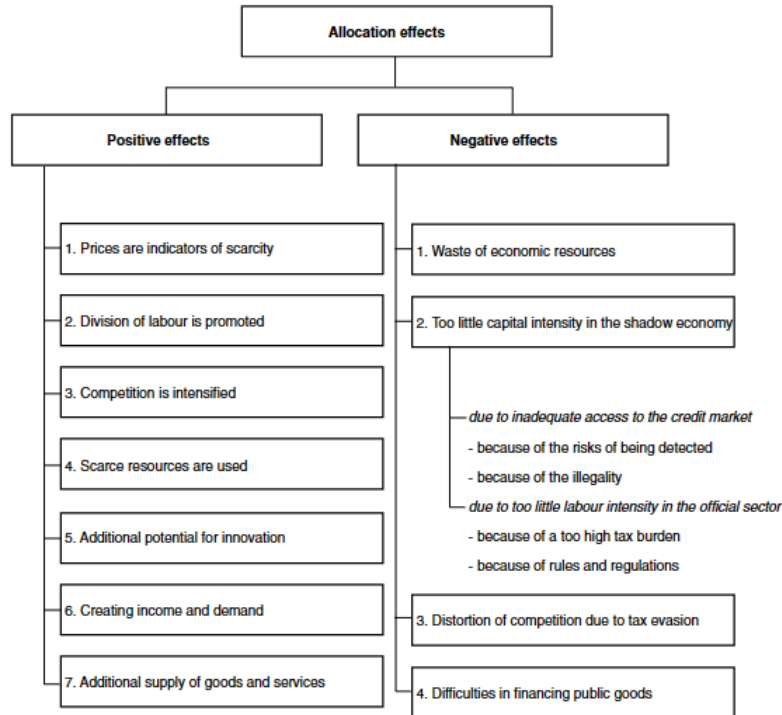 Allocation effects
Positive effects
Negative effects
1. Prices are indicators of scarcity
2. Division of labour is promoted
3. Competition is intensified
4. Scarce resources are used
5. Additional potential for innovation
6. Creating income and demand
7. Additional supply of goods and services
1. Waste of economic resources
2. Too little capital intensity in the shadow economy
due to inadequate access to the credit market
- because of the risks of being detected
- because of the illegality
due to too little labour intensity in the official sector
- because of a too high tax burden
- because of rules and regulations
3. Distortion of competition due to tax evasion
4. Difficulties in financing public goods